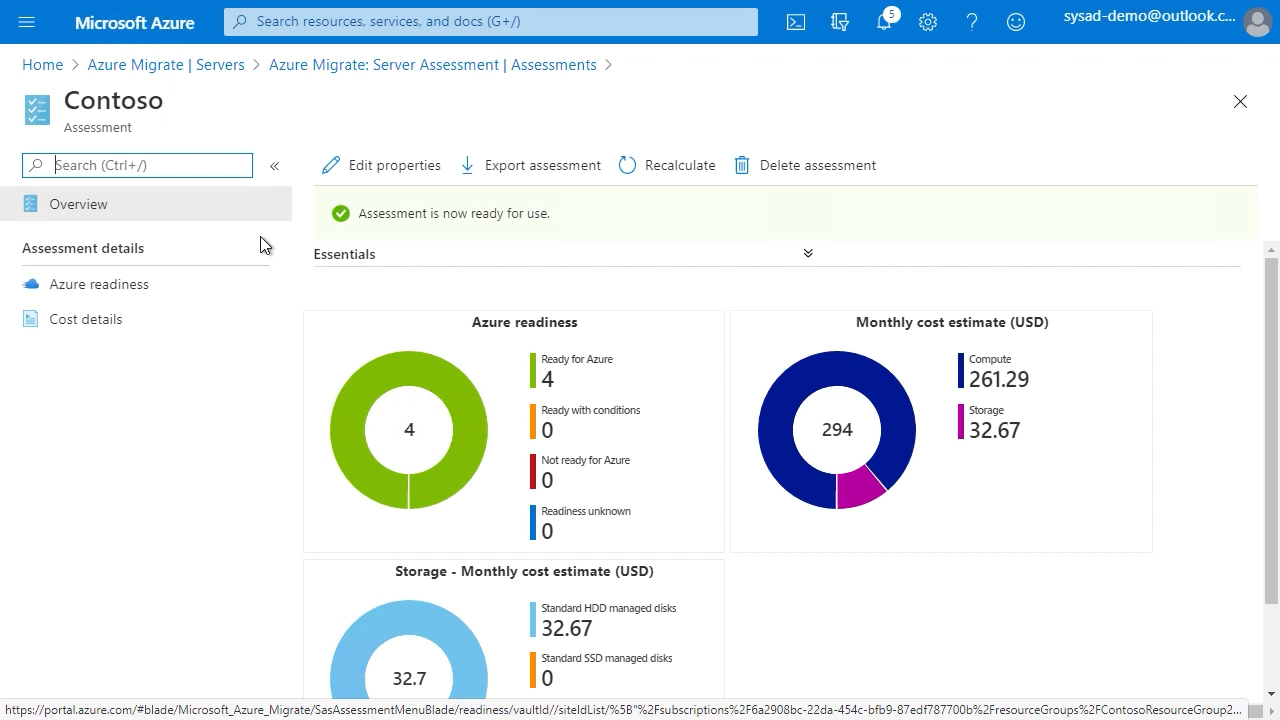 Microsoft Azure
Search resources, services, and docs (G+/)
5
sysad-demo@outlook.c...
Home > Azure Migrate | Servers > Azure Migrate: Server Assessment | Assessments >
Contoso
Assessment
Search (Ctrl+/)
«
Edit properties
Export assessment
Recalculate
Delete assessment
Overview
Assessment is now ready for use.
Assessment details
Essentials
Azure readiness
Cost details
Azure readiness
4
Ready for Azure
4
Ready with conditions
0
Not ready for Azure
0
Readiness unknown
0
Monthly cost estimate (USD)
294
Compute
261.29
Storage
32.67
Storage - Monthly cost estimate (USD)
32.7
Standard HDD managed disks
32.67
Standard SSD managed disks
0
https://portal.azure.com/#blade/Microsoft_Azure_Migrate/SasAssessmentMenuBlade/readiness/vaultId//siteIdList/%5B"%2Fsubscriptions%2F6a2908bc-22da-454c-bfb9-87edf787700b%2FresourceGroups%2FContosoResourceGroup2...